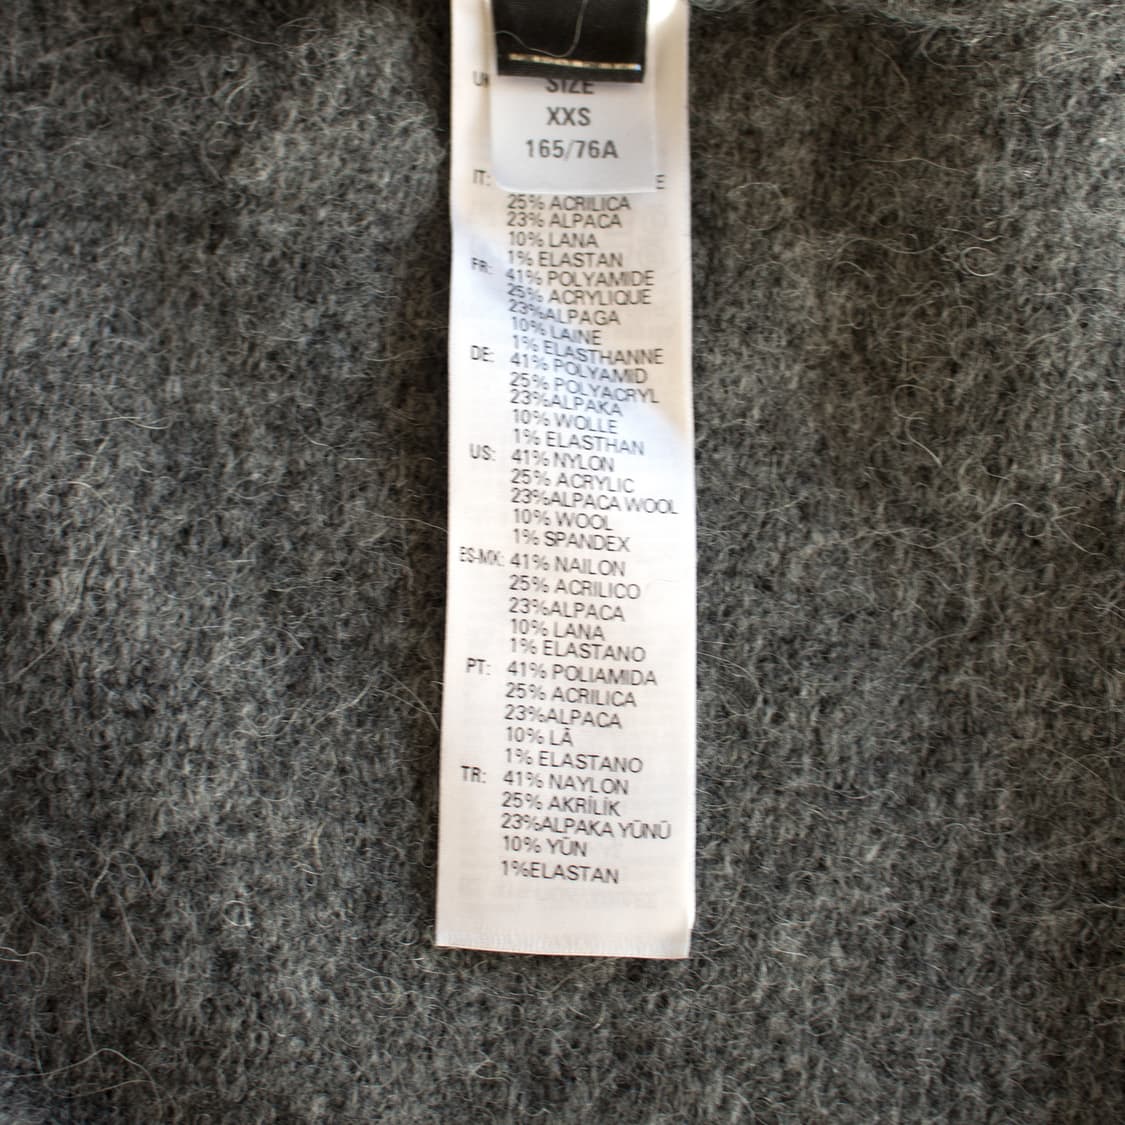 SIZE
XXS
165/76A
IT:
25% ACRILICA
23% ALPACA
10% LANA
1% ELASTAN
FR: 41% POLYAMIDE
25% ACRYLIQUE
23%ALPAGA
10% LAINE
1% ELASTHANNE
DE: 41% POLYAMID
25% POLYACRYL
23%ALPAKA
10% WOLLE
1% ELASTHAN
US: 41% NYLON
25% ACRYLIC
23%ALPACA WOOL
10% WOOL
1% SPANDEX
ES-MX: 41% NAILON
25% ACRILICO
23%ALPACA
10% LANA
1% ELASTANO
PT: 41% POLIAMIDA
25% ACRILICA
23%ALPACA
10% LÃ
1% ELASTANO
TR: 41% NAYLON
25% AKRİLİK
23%ALPAKA YÜNÜ
10% YÜN
1%ELASTAN